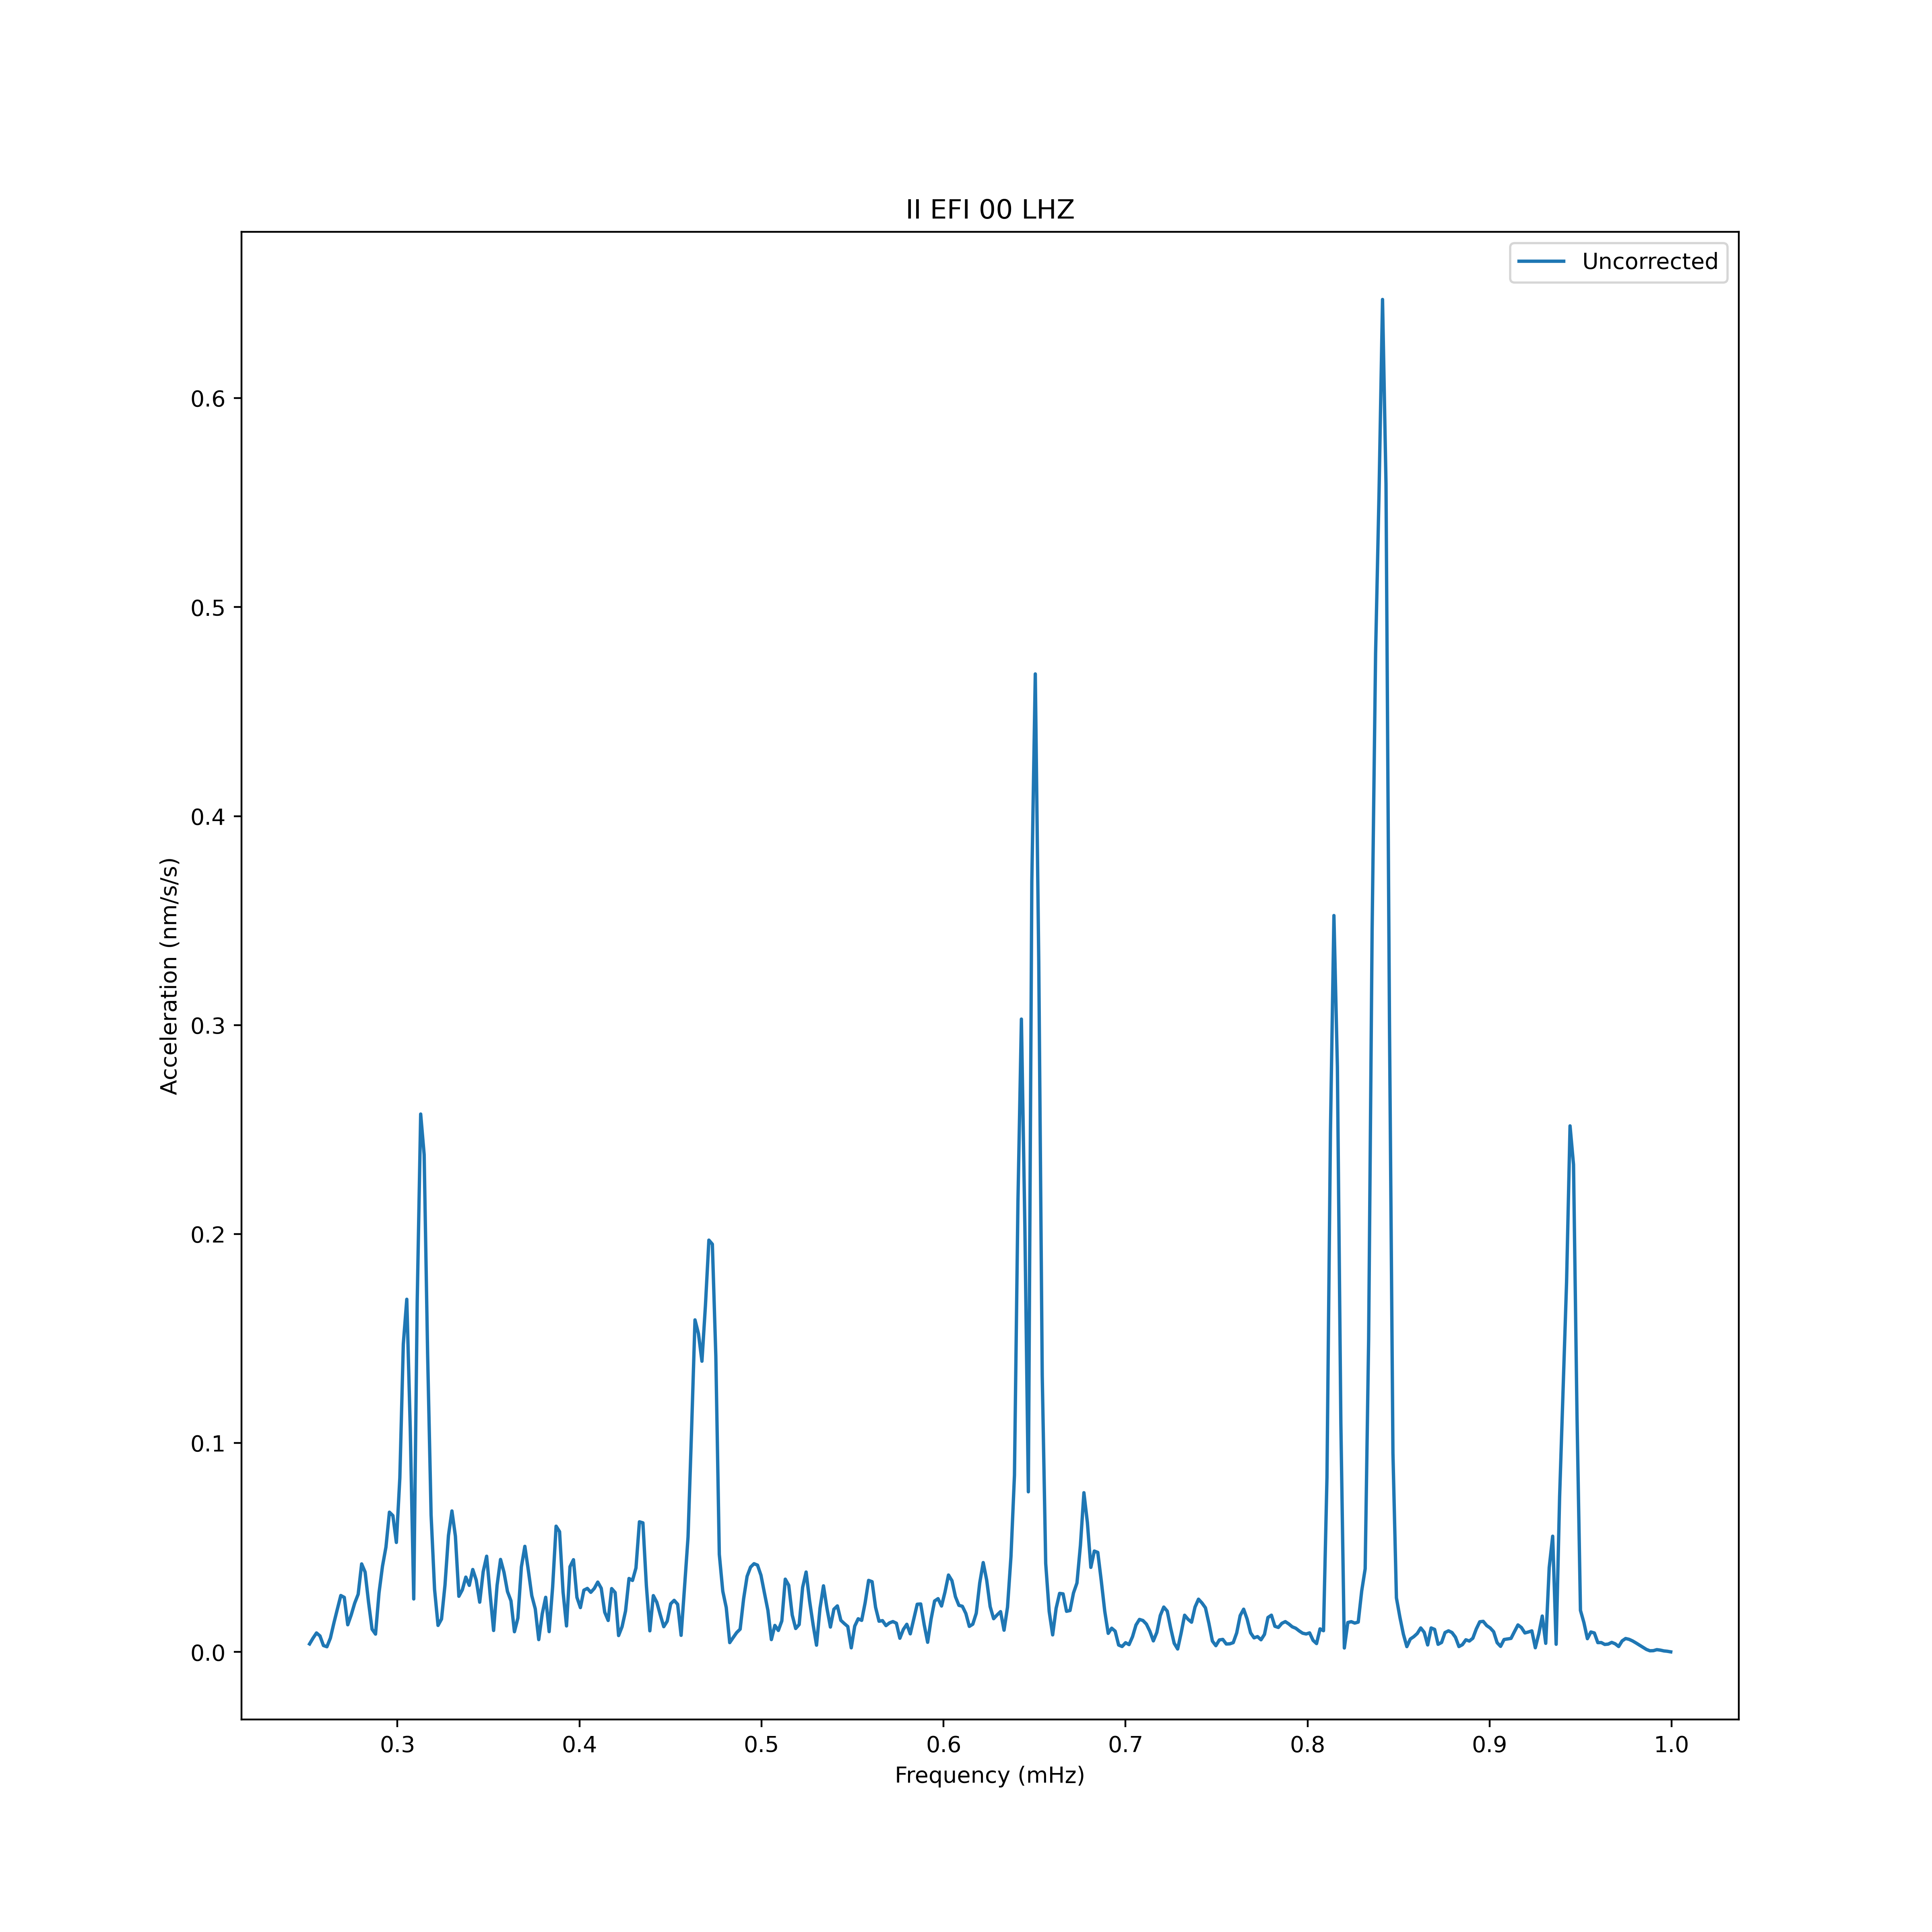 II EFI 00 LHZ
Uncorrected
0.6
0.5
0.4
0.3
0.2
0.1
0.0
Acceleration (nm/s/s)
0.3 0.4 0.5 0.6 0.7 0.8 0.9 1.0
Frequency (mHz)